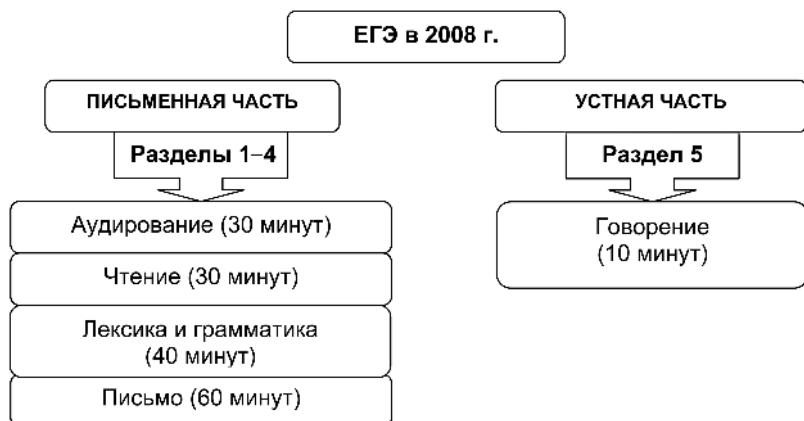 ЕГЭ в 2008 г.
ПИСЬМЕННАЯ ЧАСТЬ
Разделы 1–4
Аудирование (30 минут)
Чтение (30 минут)
Лексика и грамматика
(40 минут)
Письмо (60 минут)
УСТНАЯ ЧАСТЬ
Раздел 5
Говорение
(10 минут)